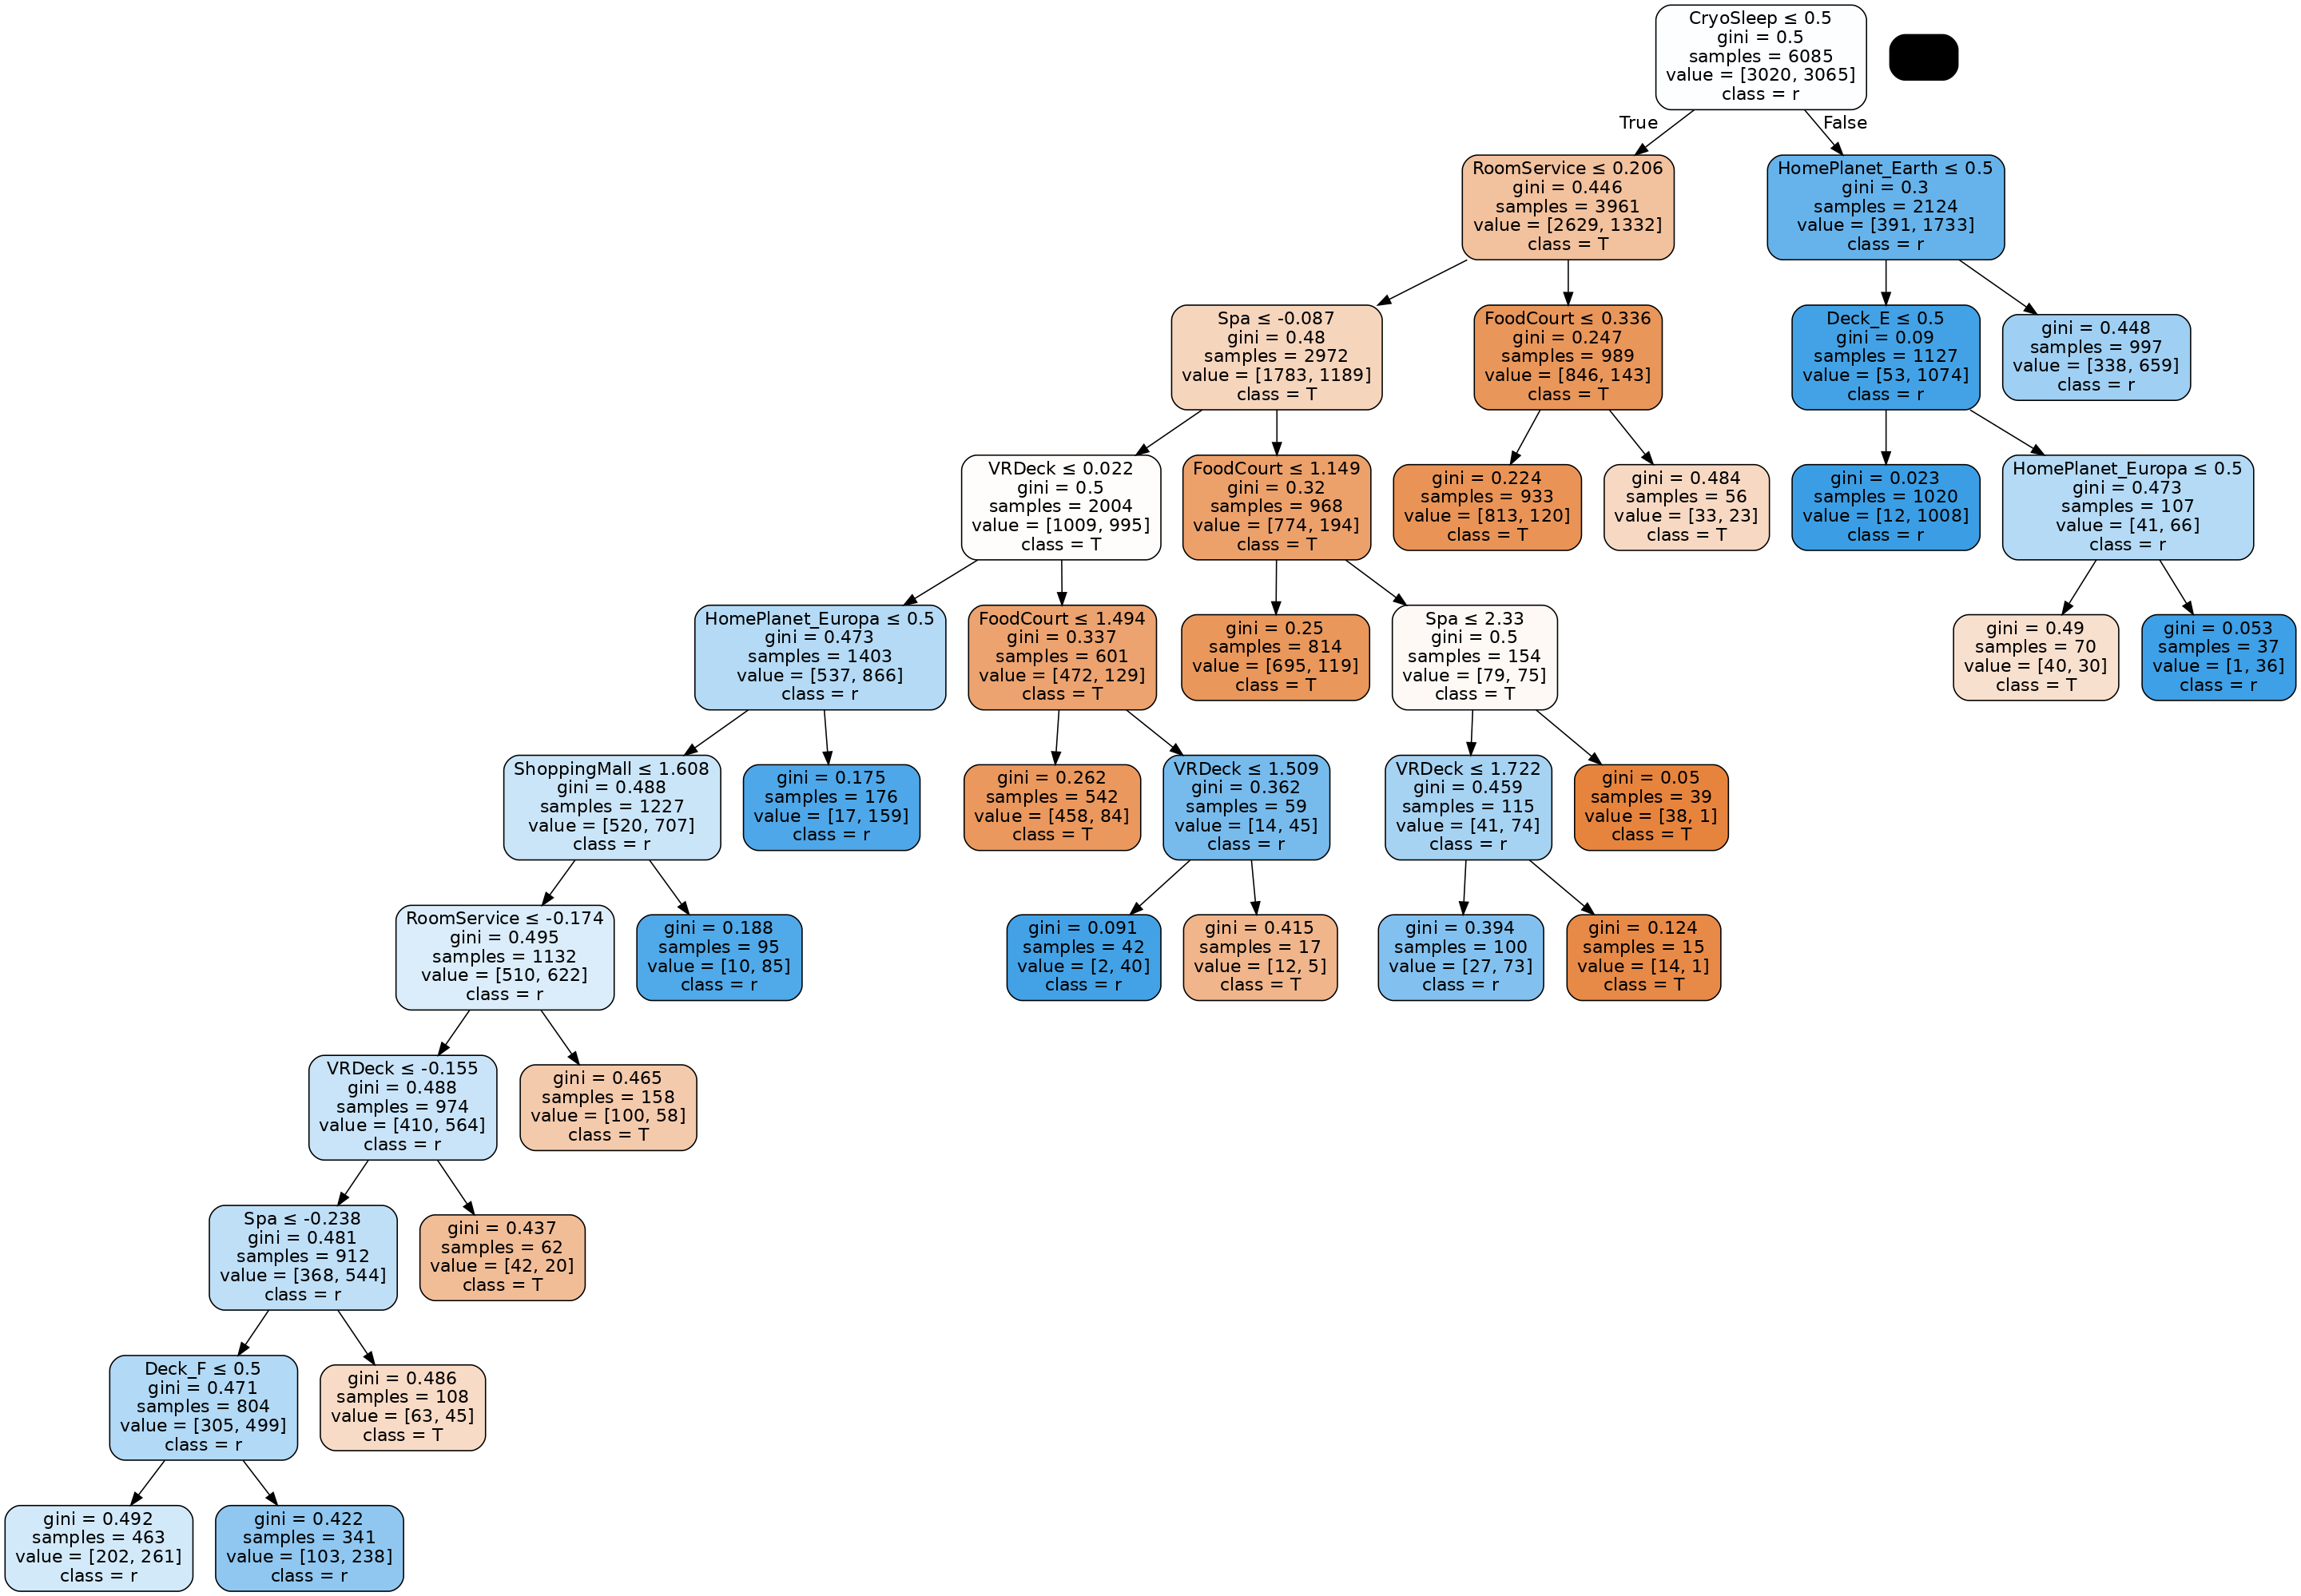 CryoSleep ≤ 0.5
gini = 0.5
samples = 6085
value = [3020, 3065]
class = r
True
False
RoomService ≤ 0.206
gini = 0.446
samples = 3961
value = [2629, 1332]
class = T
HomePlanet_Earth ≤ 0.5
gini = 0.3
samples = 2124
value = [391, 1733]
class = r
Spa ≤ -0.087
gini = 0.48
samples = 2972
value = [1783, 1189]
class = T
FoodCourt ≤ 0.336
gini = 0.247
samples = 989
value = [846, 143]
class = T
Deck_E ≤ 0.5
gini = 0.09
samples = 1127
value = [53, 1074]
class = r
gini = 0.448
samples = 997
value = [338, 659]
class = r
VRDeck ≤ 0.022
gini = 0.5
samples = 2004
value = [1009, 995]
class = T
FoodCourt ≤ 1.149
gini = 0.32
samples = 968
value = [774, 194]
class = T
gini = 0.224
samples = 933
value = [813, 120]
class = T
gini = 0.484
samples = 56
value = [33, 23]
class = T
gini = 0.023
samples = 1020
value = [12, 1008]
class = r
HomePlanet_Europa ≤ 0.5
gini = 0.473
samples = 107
value = [41, 66]
class = r
HomePlanet_Europa ≤ 0.5
gini = 0.473
samples = 1403
value = [537, 866]
class = r
FoodCourt ≤ 1.494
gini = 0.337
samples = 601
value = [472, 129]
class = T
gini = 0.25
samples = 814
value = [695, 119]
class = T
Spa ≤ 2.33
gini = 0.5
samples = 154
value = [79, 75]
class = T
gini = 0.49
samples = 70
value = [40, 30]
class = T
gini = 0.053
samples = 37
value = [1, 36]
class = r
ShoppingMall ≤ 1.608
gini = 0.488
samples = 1227
value = [520, 707]
class = r
gini = 0.175
samples = 176
value = [17, 159]
class = r
gini = 0.262
samples = 542
value = [458, 84]
class = T
VRDeck ≤ 1.509
gini = 0.362
samples = 59
value = [14, 45]
class = r
VRDeck ≤ 1.722
gini = 0.459
samples = 115
value = [41, 74]
class = r
gini = 0.05
samples = 39
value = [38, 1]
class = T
RoomService ≤ -0.174
gini = 0.495
samples = 1132
value = [510, 622]
class = r
gini = 0.188
samples = 95
value = [10, 85]
class = r
gini = 0.091
samples = 42
value = [2, 40]
class = r
gini = 0.415
samples = 17
value = [12, 5]
class = T
gini = 0.394
samples = 100
value = [27, 73]
class = r
gini = 0.124
samples = 15
value = [14, 1]
class = T
VRDeck ≤ -0.155
gini = 0.488
samples = 974
value = [410, 564]
class = r
gini = 0.465
samples = 158
value = [100, 58]
class = T
Spa ≤ -0.238
gini = 0.481
samples = 912
value = [368, 544]
class = r
gini = 0.437
samples = 62
value = [42, 20]
class = T
Deck_F ≤ 0.5
gini = 0.471
samples = 804
value = [305, 499]
class = r
gini = 0.486
samples = 108
value = [63, 45]
class = T
gini = 0.492
samples = 463
value = [202, 261]
class = r
gini = 0.422
samples = 341
value = [103, 238]
class = r